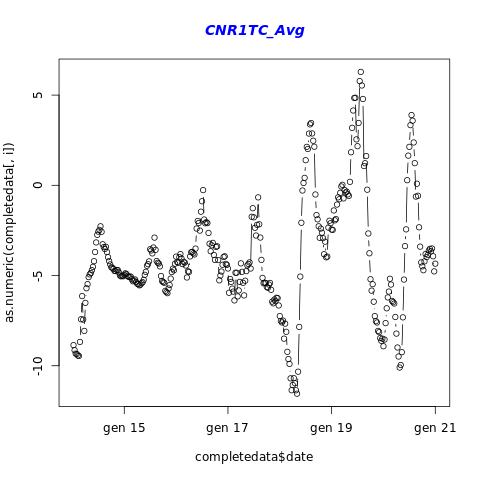 CNR1TC_Avg
as.numeric(completedata[, i])
5
0
-5
-10
gen 15 gen 17 gen 19 gen 21
completedata$date